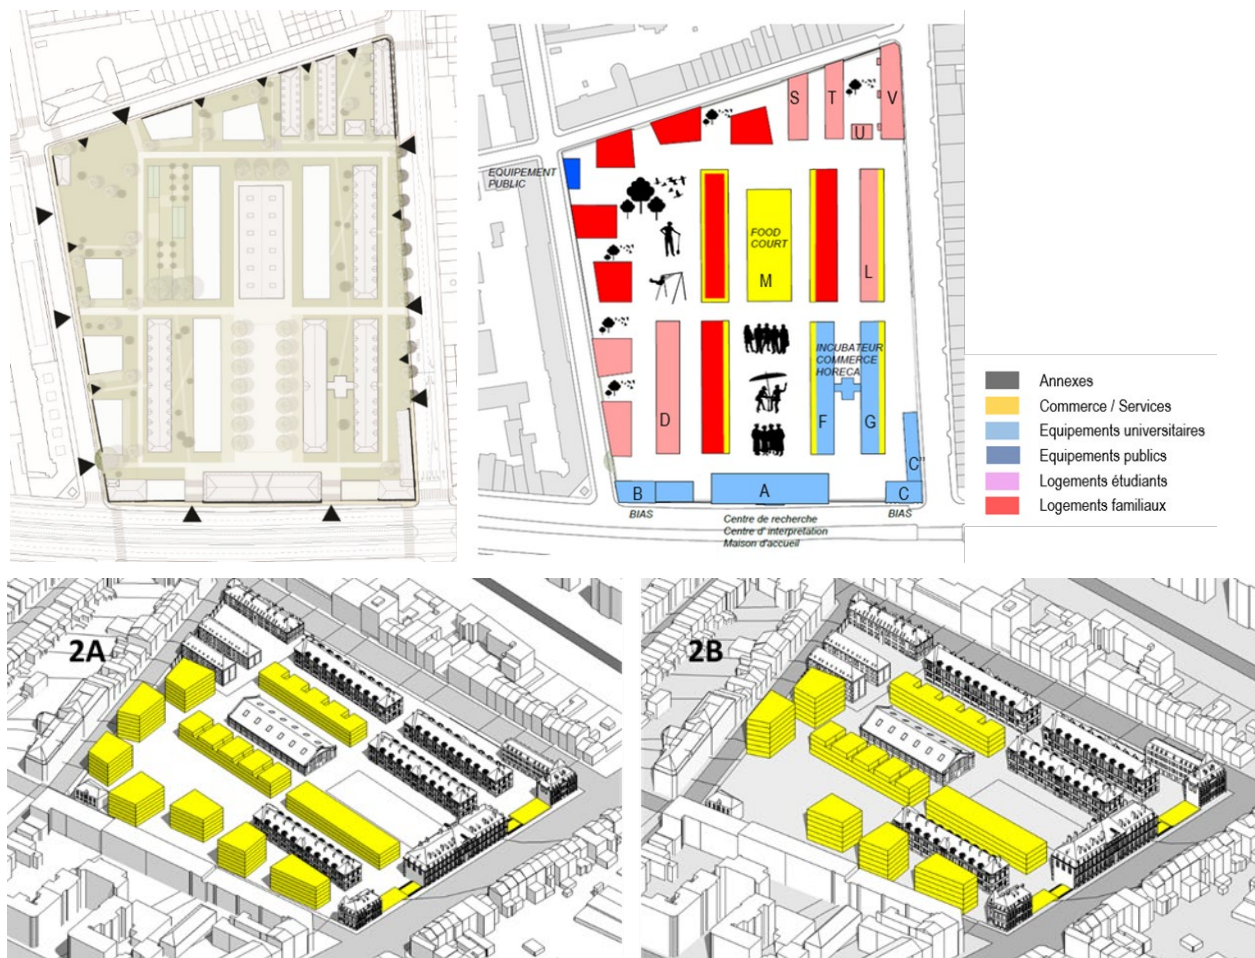 S
T
V
U
EQUIPEMENT
PUBLIC
FOOD
COURT
M
L
INCUBATEUR
COMMERCE
HORECA
D
F
G
C"
B
A
C
BIAS
BIAS
Centre de recherche
Centre d' interpretation
Maison d'accueil
Annexes
Commerce / Services
Equipements universitaires
Equipements publics
Logements étudiants
Logements familiaux
2A
2B